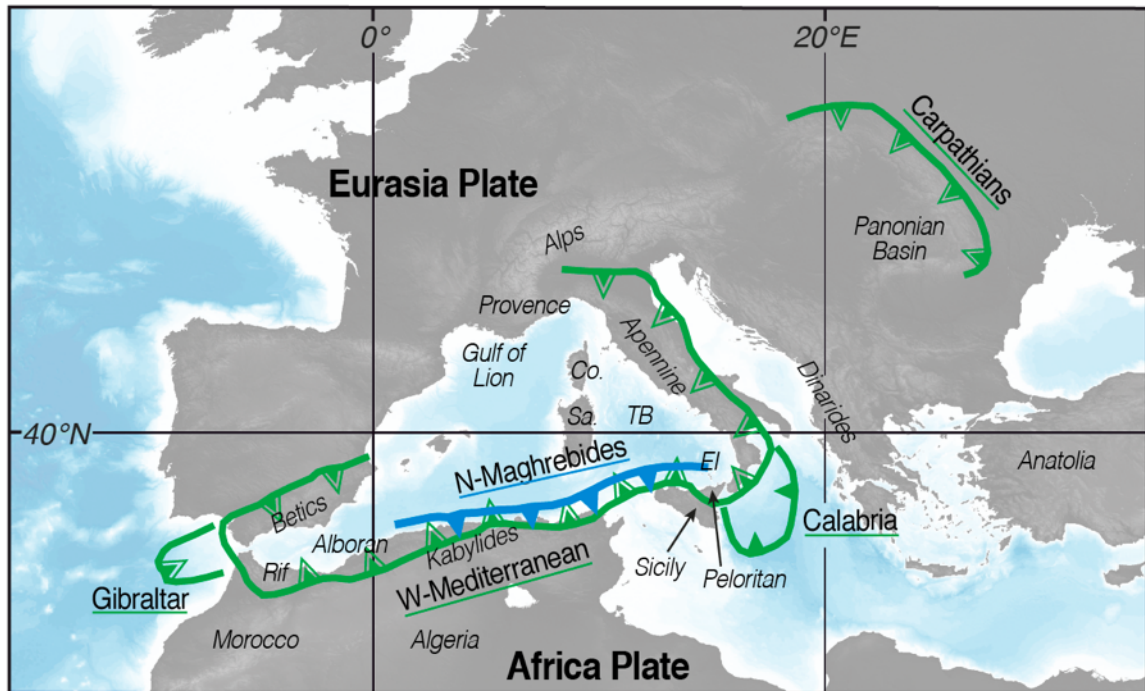 0°
20°E
Carpathians
Eurasia Plate
Panonian
Basin
Alps
Provence
Apennine
Gulf of
Lion
Co.
Dinarides
Sa.
TB
40°N
N-Maghrebides
EI
Anatolia
Betics
Calabria
Alboran
Kabylides
Sicily
Peloritan
Rif
W-Mediterranean
Gibraltar
Morocco
Algeria
Africa Plate